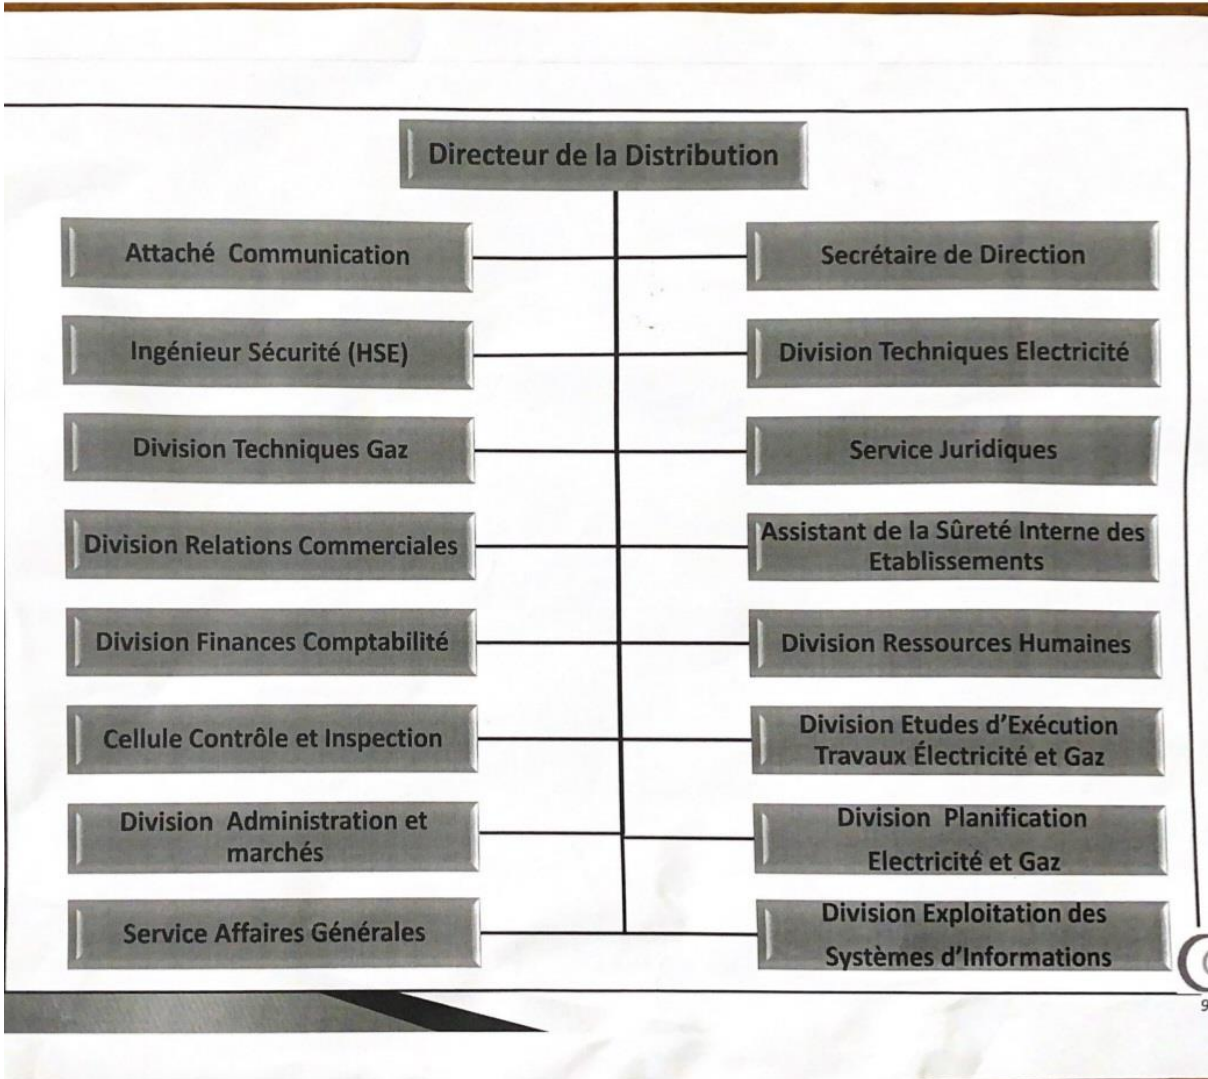 Directeur de la Distribution
Attaché Communication
Secrétaire de Direction
Ingénieur Sécurité (HSE)
Division Techniques Electricité
Division Techniques Gaz
Service Juridiques
Division Relations Commerciales
Assistant de la Sûreté Interne des
Etablissements
Division Finances Comptabilité
Division Ressources Humaines
Cellule Contrôle et Inspection
Division Etudes d'Exécution
Travaux Électricité et Gaz
Division Administration et
marchés
Division Planification
Electricité et Gaz
Service Affaires Générales
Division Exploitation des
Systèmes d'Informations
9